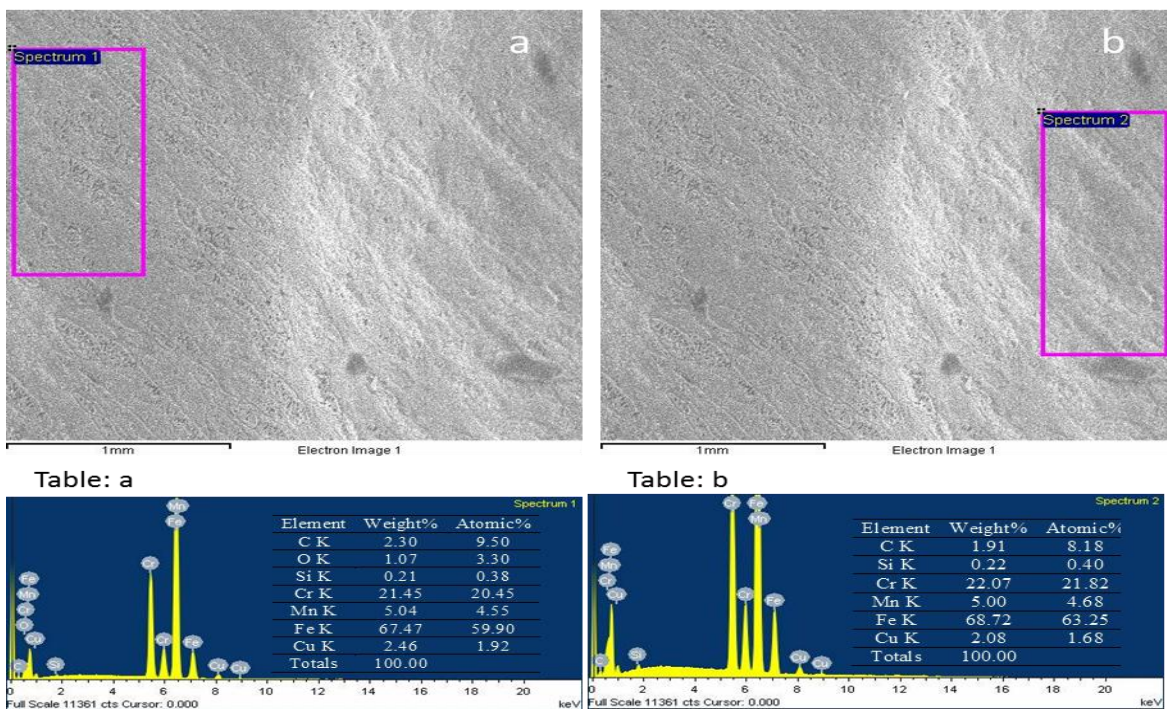 Spectrum 1
a
1mm
Electron Image 1
Spectrum 2
b
1mm
Electron Image 1
Table: a
Spectrum 1
Element Weight% Atomic%
C K 2.30 9.50
O K 1.07 3.30
Si K 0.21 0.38
Cr K 21.45 20.45
Mn K 5.04 4.55
Fe K 67.47 59.90
Cu K 2.46 1.92
Totals 100.00
Fe
Mn
Cr
O
Cu
C
Si
Cr
Cr
Mn
Fe
Fe
Cu
Cu
0 2 4 6 8 10 12 14 16 18 20
Full Scale 11361 cts Cursor: 0.000 keV
Table: b
Spectrum 2
Element Weight% Atomic%
C K 1.91 8.18
Si K 0.22 0.40
Cr K 22.07 21.82
Mn K 5.00 4.68
Fe K 68.72 63.25
Cu K 2.08 1.68
Totals 100.00
Fe
Mn
Cr
Cu
C
Si
Cr
Cr
Fe
Mn
Fe
Cu
Cu
0 2 4 6 8 10 12 14 16 18 20
Full Scale 11361 cts Cursor: 0.000 keV